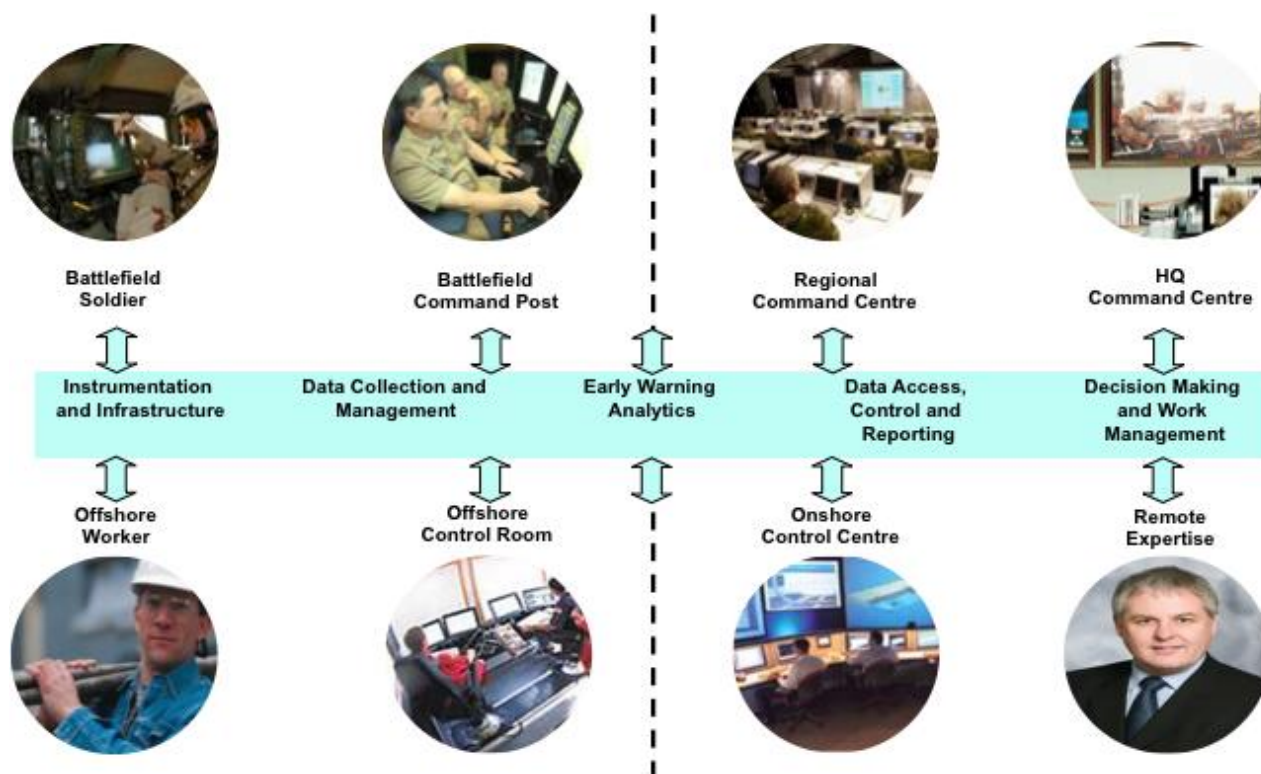 Battlefield
Soldier
Battlefield
Command Post
Regional
Command Centre
HQ
Command Centre
Instrumentation
and Infrastructure
Data Collection and
Management
Early Warning
Analytics
Data Access,
Control and
Reporting
Decision Making
and Work
Management
Offshore
Worker
Offshore
Control Room
Onshore
Control Centre
Remote
Expertise